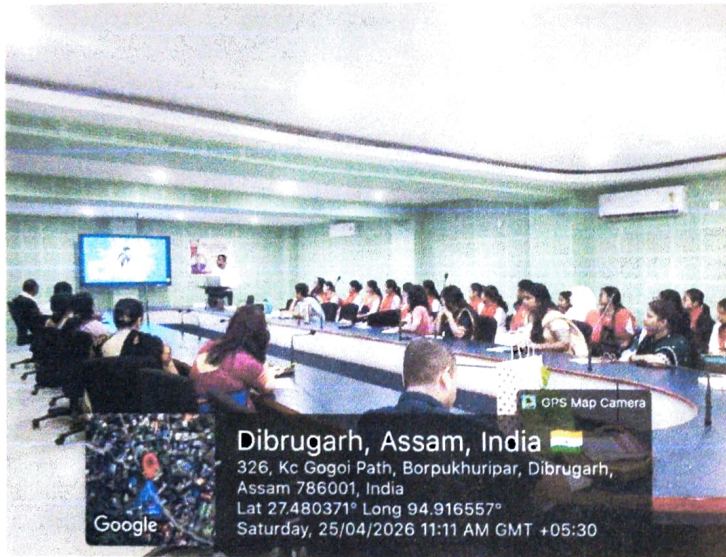 GPS Map Camera
Dibrugarh, Assam, India 🇮🇳
326, Kc Gogoi Path, Borpukhuripar, Dibrugarh,
Assam 786001, India
Lat 27.480371° Long 94.916557°
Saturday, 25/04/2026 11:11 AM GMT +05:30
Google